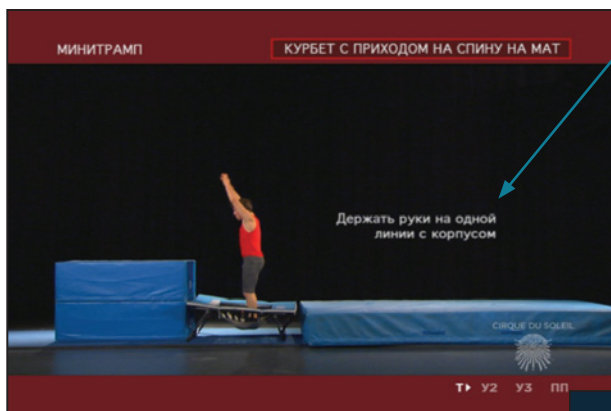 МИНИТРАМП
КУРБЕТ С ПРИХОДОМ НА СПИНУ НА МАТ
Держать руки на одной
линии с корпусом
CIRQUE DU SOLEIL
Т У2 У3 ПП